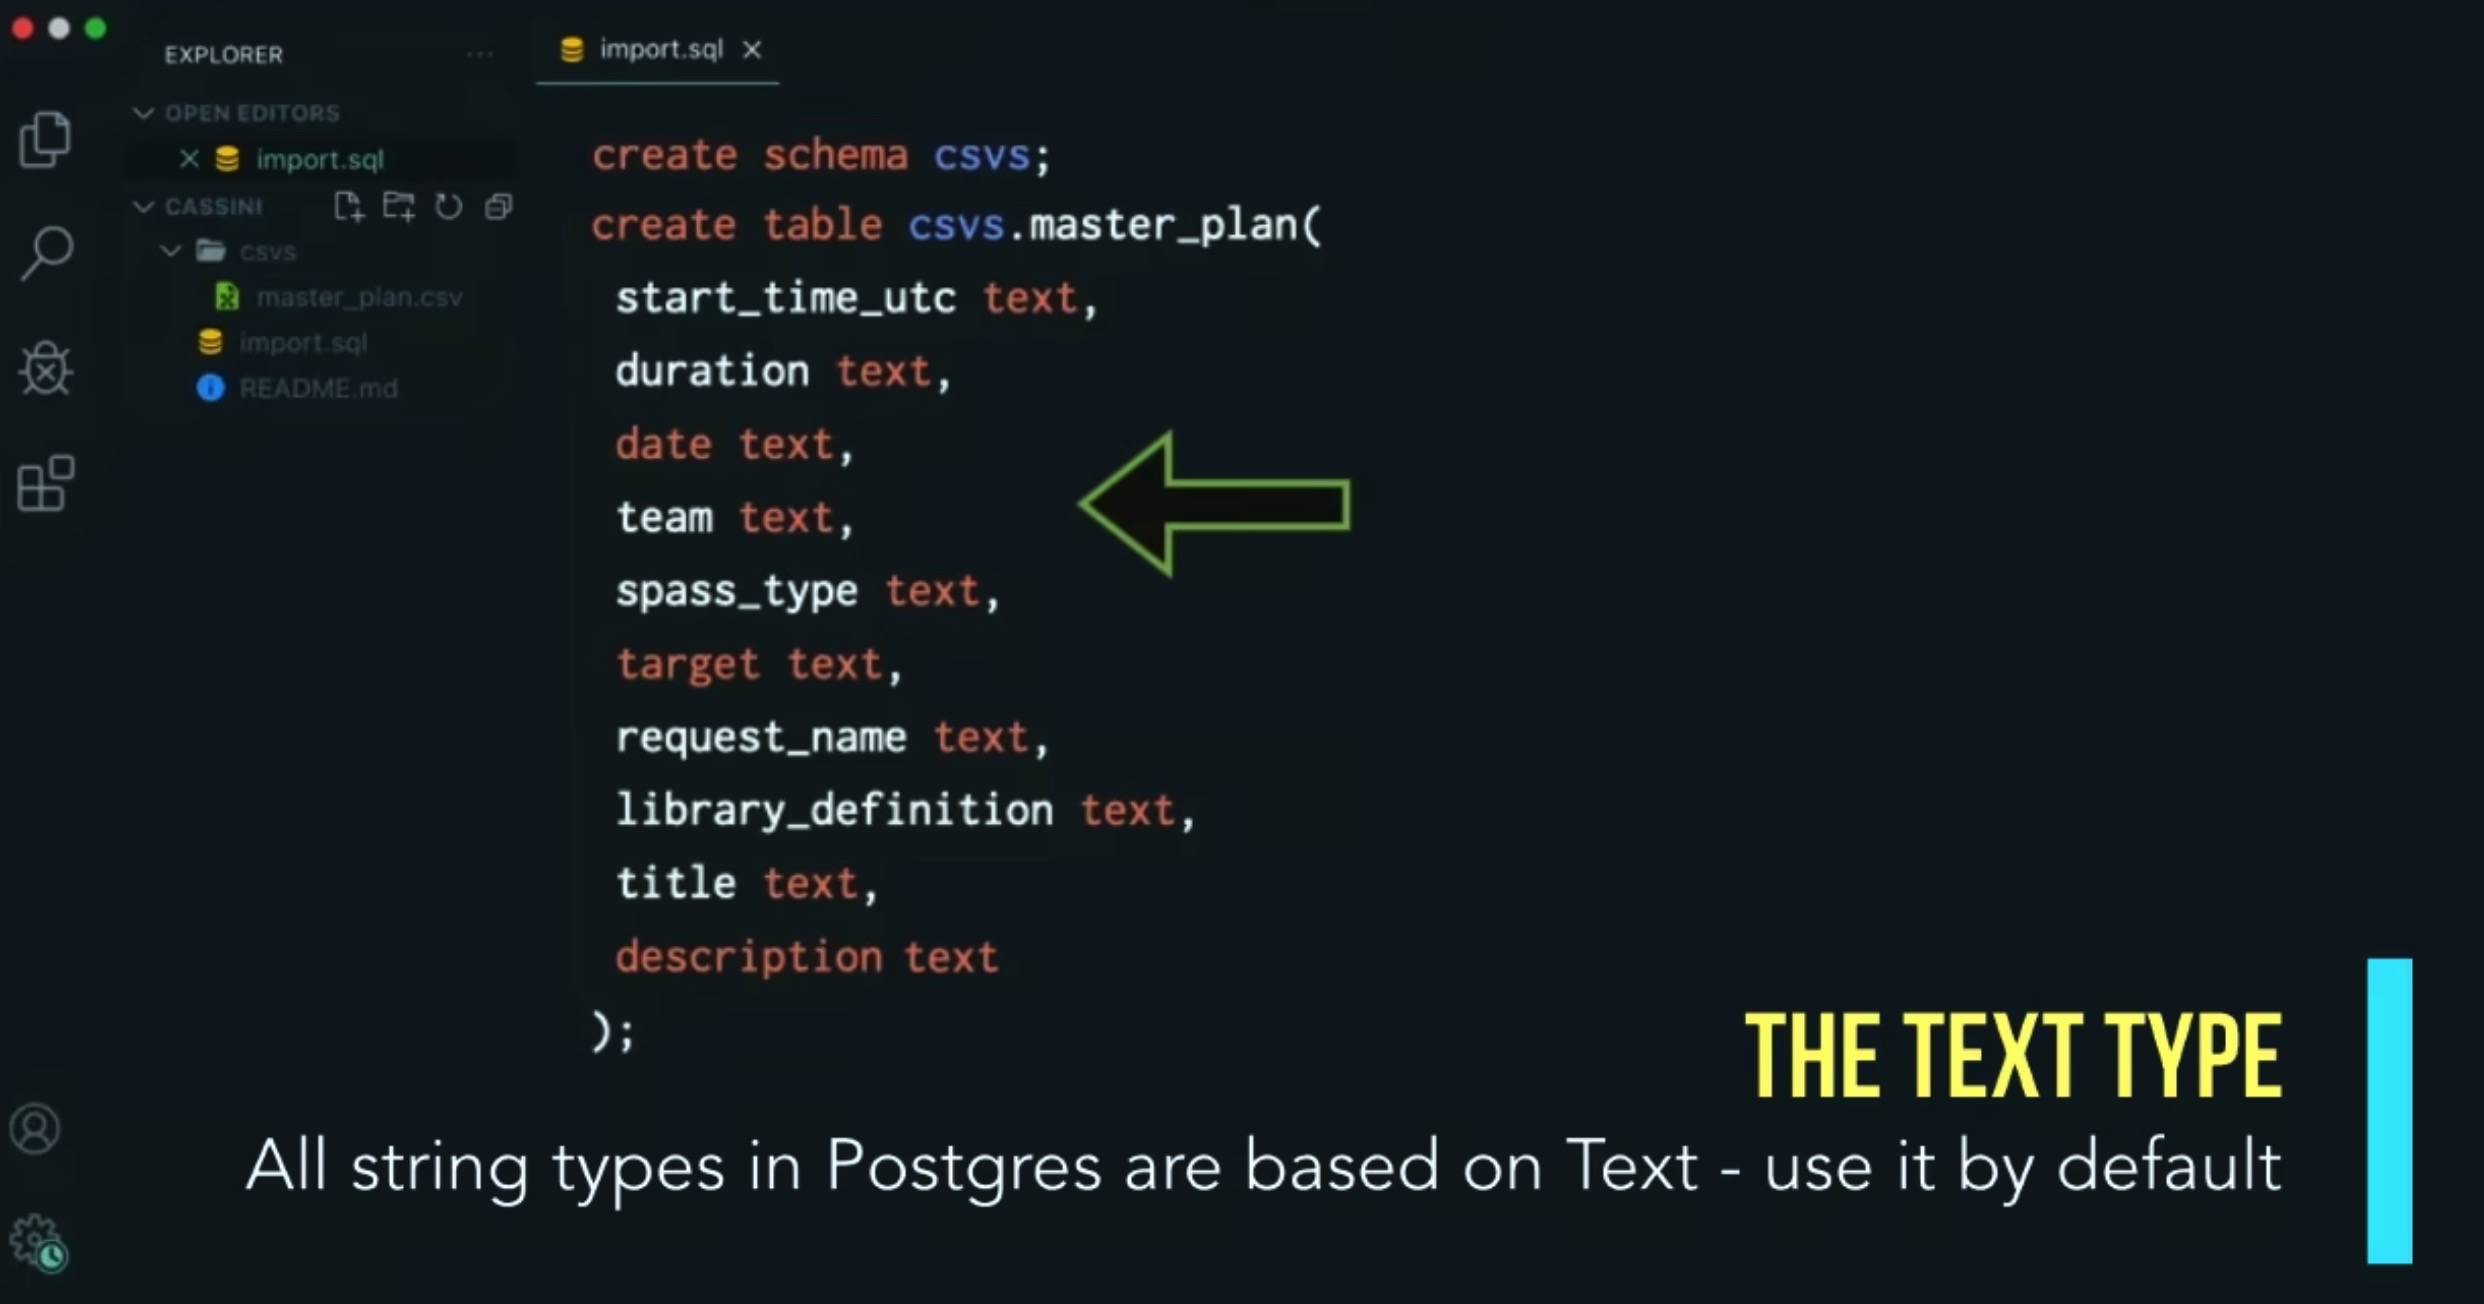 EXPLORER
OPEN EDITORS
import.sql
CASSINI
csvs
master_plan.csv
import.sql
README.md
import.sql
create schema csvs;
create table csvs.master_plan(
start_time_utc text,
duration text,
date text,
team text,
spass_type text,
target text,
request_name text,
library_definition text,
title text,
description text
);
THE TEXT TYPE
All string types in Postgres are based on Text - use it by default